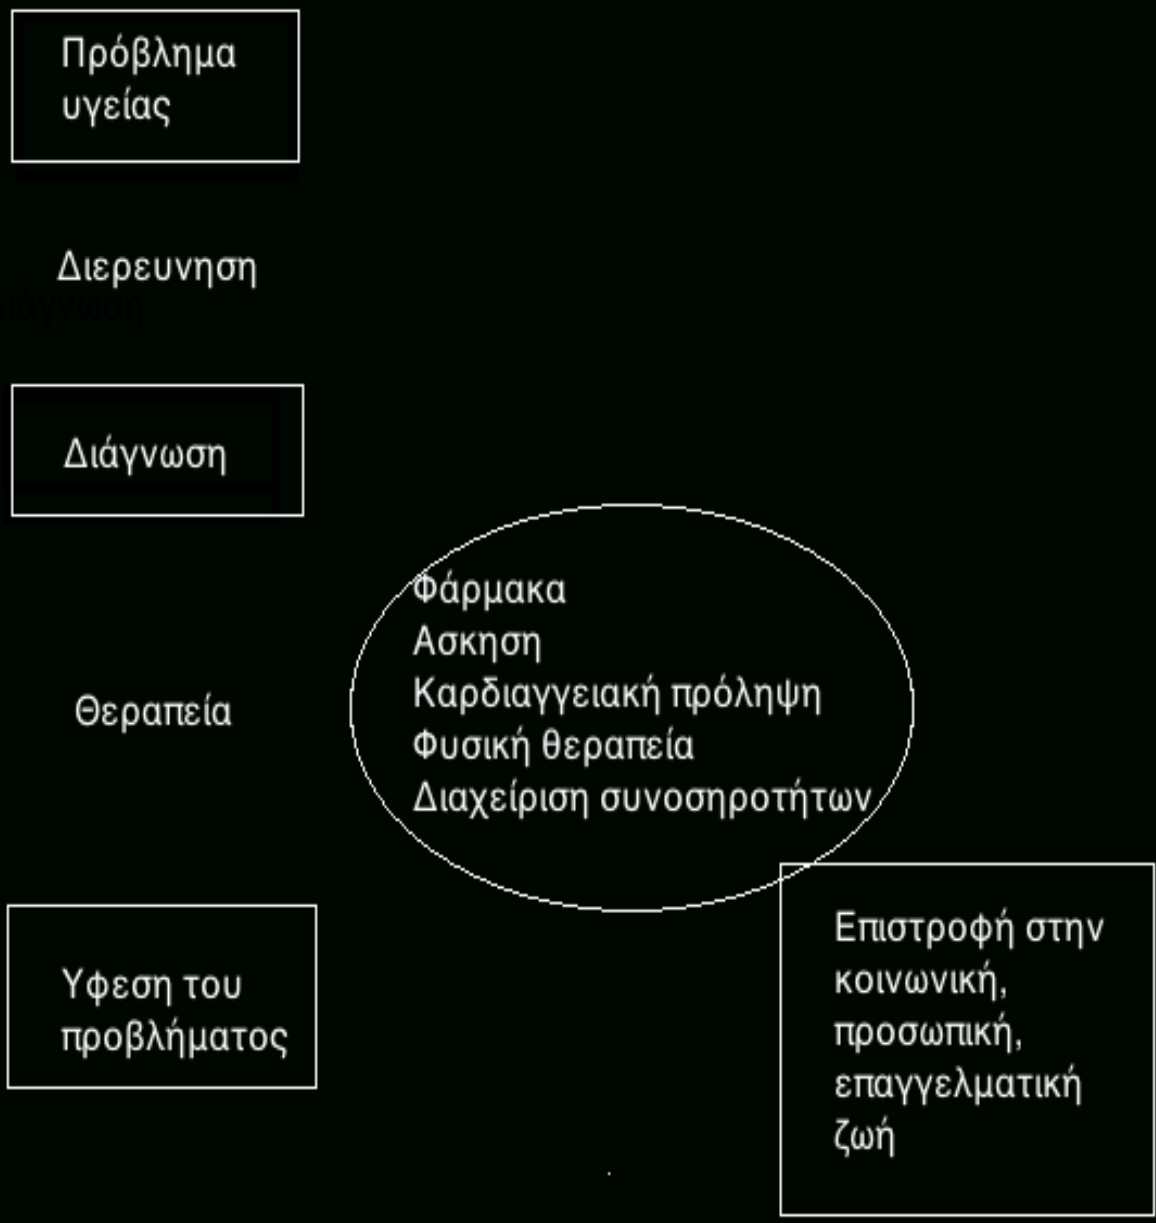 Πρόβλημα
υγείας
Διερευνηση
Διάγνωση
Διάγνωση
Φάρμακα
Ασκηση
Καρδιαγγειακή πρόληψη
Θεραπεία
Φυσική θεραπεία
Διαχείριση συνοσηροτήτων
Υφεση του
προβλήματος
Επιστροφή στην
κοινωνική,
προσωπική,
επαγγελματική
ζωή